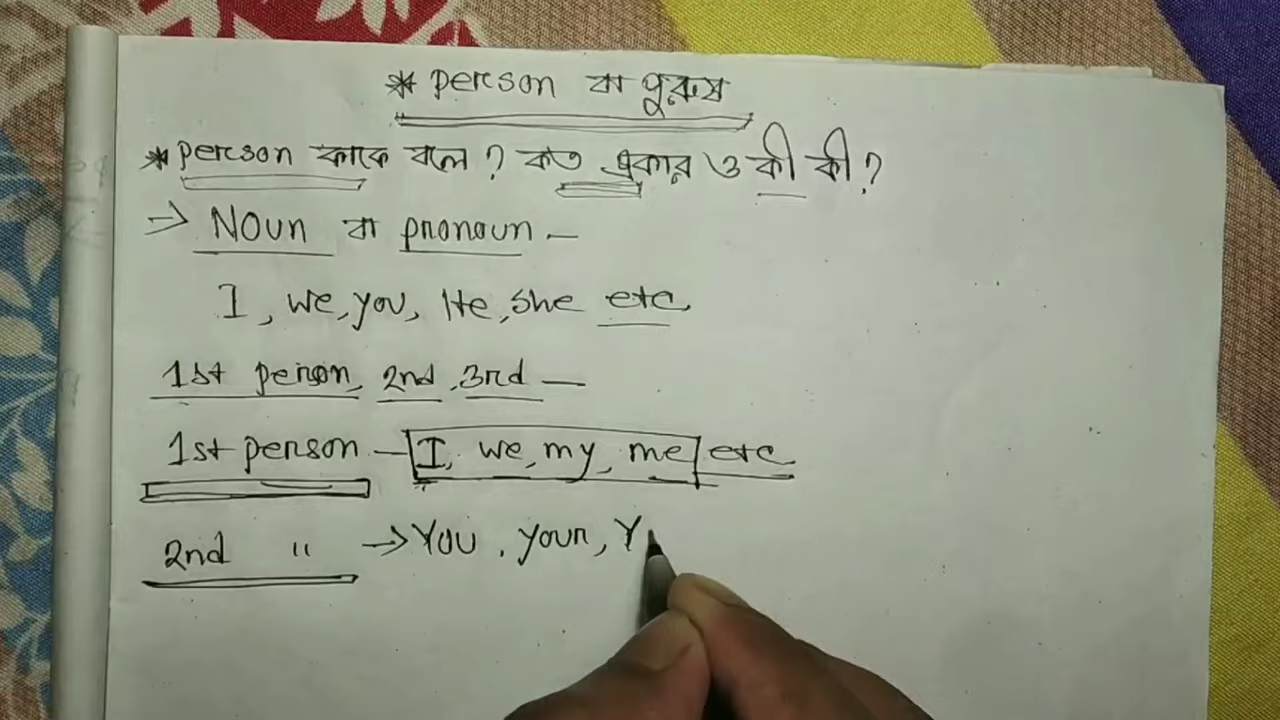 * person বা পুরুষ
* person কাকে বলে ? কত প্রকার ও কী কী ?
→ Noun বা pronoun —
I, we, you, He, she etc
1st person, 2nd, 3rd —
1st person — I, we, my, me etc
2nd " → You, your, Y